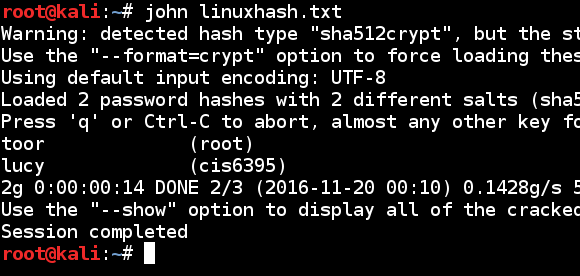 root@kali:~# john linuxhash.txt
Warning: detected hash type "sha512crypt", but the st
Use the "--format=crypt" option to force loading thes
Using default input encoding: UTF-8
Loaded 2 password hashes with 2 different salts (sha5
Press 'q' or Ctrl-C to abort, almost any other key fo
toor (root)
lucy (cis6395)
2g 0:00:00:14 DONE 2/3 (2016-11-20 00:10) 0.1428g/s 5
Use the "--show" option to display all of the cracked
Session completed
root@kali:~#